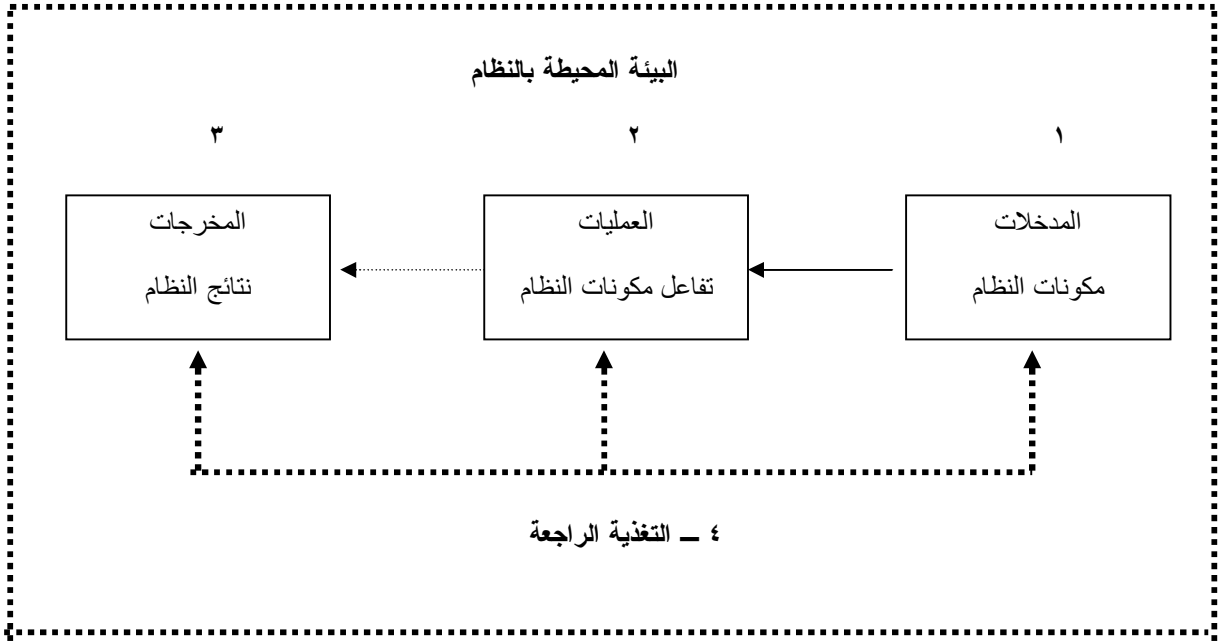 البيئة المحيطة بالنظام
١ ٢ ٣
المدخلات
مكونات النظام
العمليات
تفاعل مكونات النظام
المخرجات
نتائج النظام
٤ – التغذية الراجعة